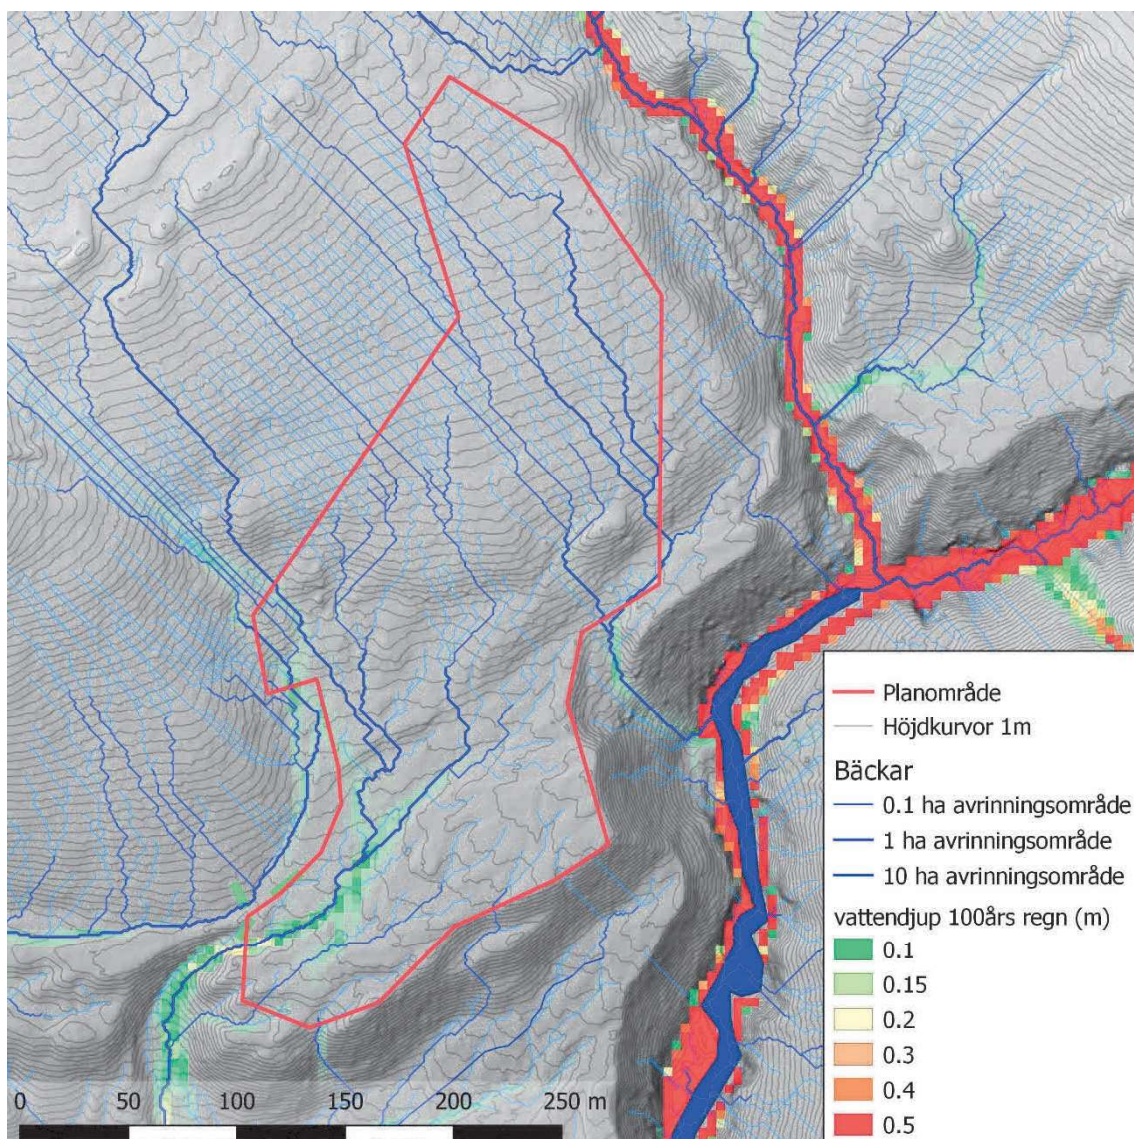 Planområde
Höjdkurvor 1m
Bäckar
0.1 ha avrinningsområde
1 ha avrinningsområde
10 ha avrinningsområde
vattendjup 100års regn (m)
0.1
0.15
0.2
0.3
0.4
0.5
0 50 100 150 200 250 m